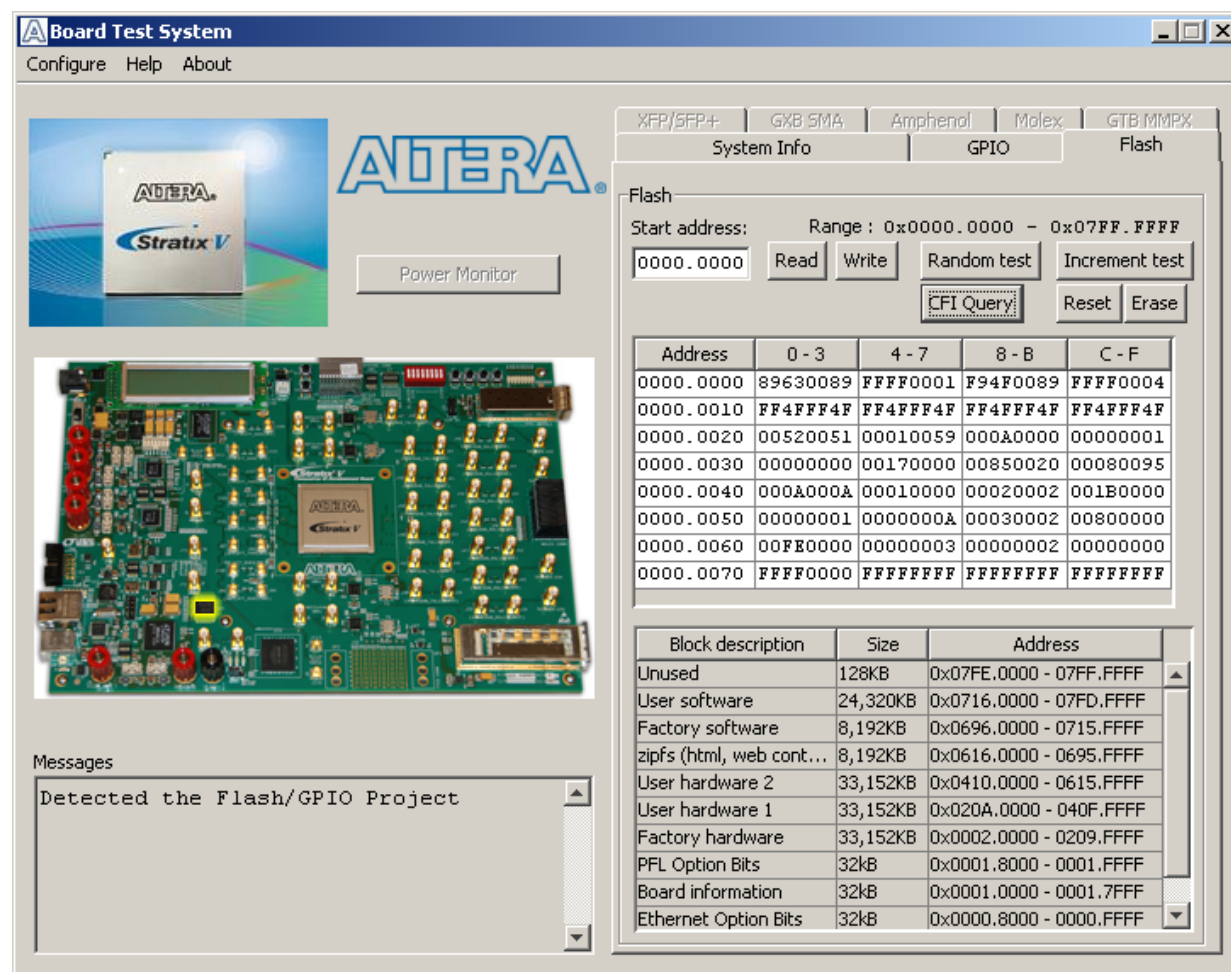 Board Test System
Configure Help About
XFP/SFP+ GXB SMA Amphenol Molex GTB MMPX
System Info GPIO Flash
ALTERA®
ALTERA®
Stratix V
Power Monitor
Flash
Start address: Range : 0x0000.0000 - 0x07FF.FFFF
0000.0000 Read Write Random test Increment test
CFI Query Reset Erase
Address 0 - 3 4 - 7 8 - B C - F
0000.0000 89630089 FFFF0001 F94F0089 FFFF0004
0000.0010 FF4FFF4F FF4FFF4F FF4FFF4F FF4FFF4F
0000.0020 00520051 00010059 000A0000 00000001
0000.0030 00000000 00170000 00850020 00080095
0000.0040 000A000A 00010000 00020002 001B0000
0000.0050 00000001 0000000A 00030002 00800000
0000.0060 00FE0000 00000003 00000002 00000000
0000.0070 FFFF0000 FFFFFFFF FFFFFFFF FFFFFFFF
Stratix V
ALTERA
Stratix V
ALTERA
Block description Size Address
Unused 128KB 0x07FE.0000 - 07FF.FFFF
User software 24,320KB 0x0716.0000 - 07FD.FFFF
Factory software 8,192KB 0x0696.0000 - 0715.FFFF
zipfs (html, web cont... 8,192KB 0x0616.0000 - 0695.FFFF
User hardware 2 33,152KB 0x0410.0000 - 0615.FFFF
User hardware 1 33,152KB 0x020A.0000 - 040F.FFFF
Factory hardware 33,152KB 0x0002.0000 - 0209.FFFF
PFL Option Bits 32kB 0x0001.8000 - 0001.FFFF
Board information 32kB 0x0001.0000 - 0001.7FFF
Ethernet Option Bits 32kB 0x0000.8000 - 0000.FFFF
Messages
Detected the Flash/GPIO Project